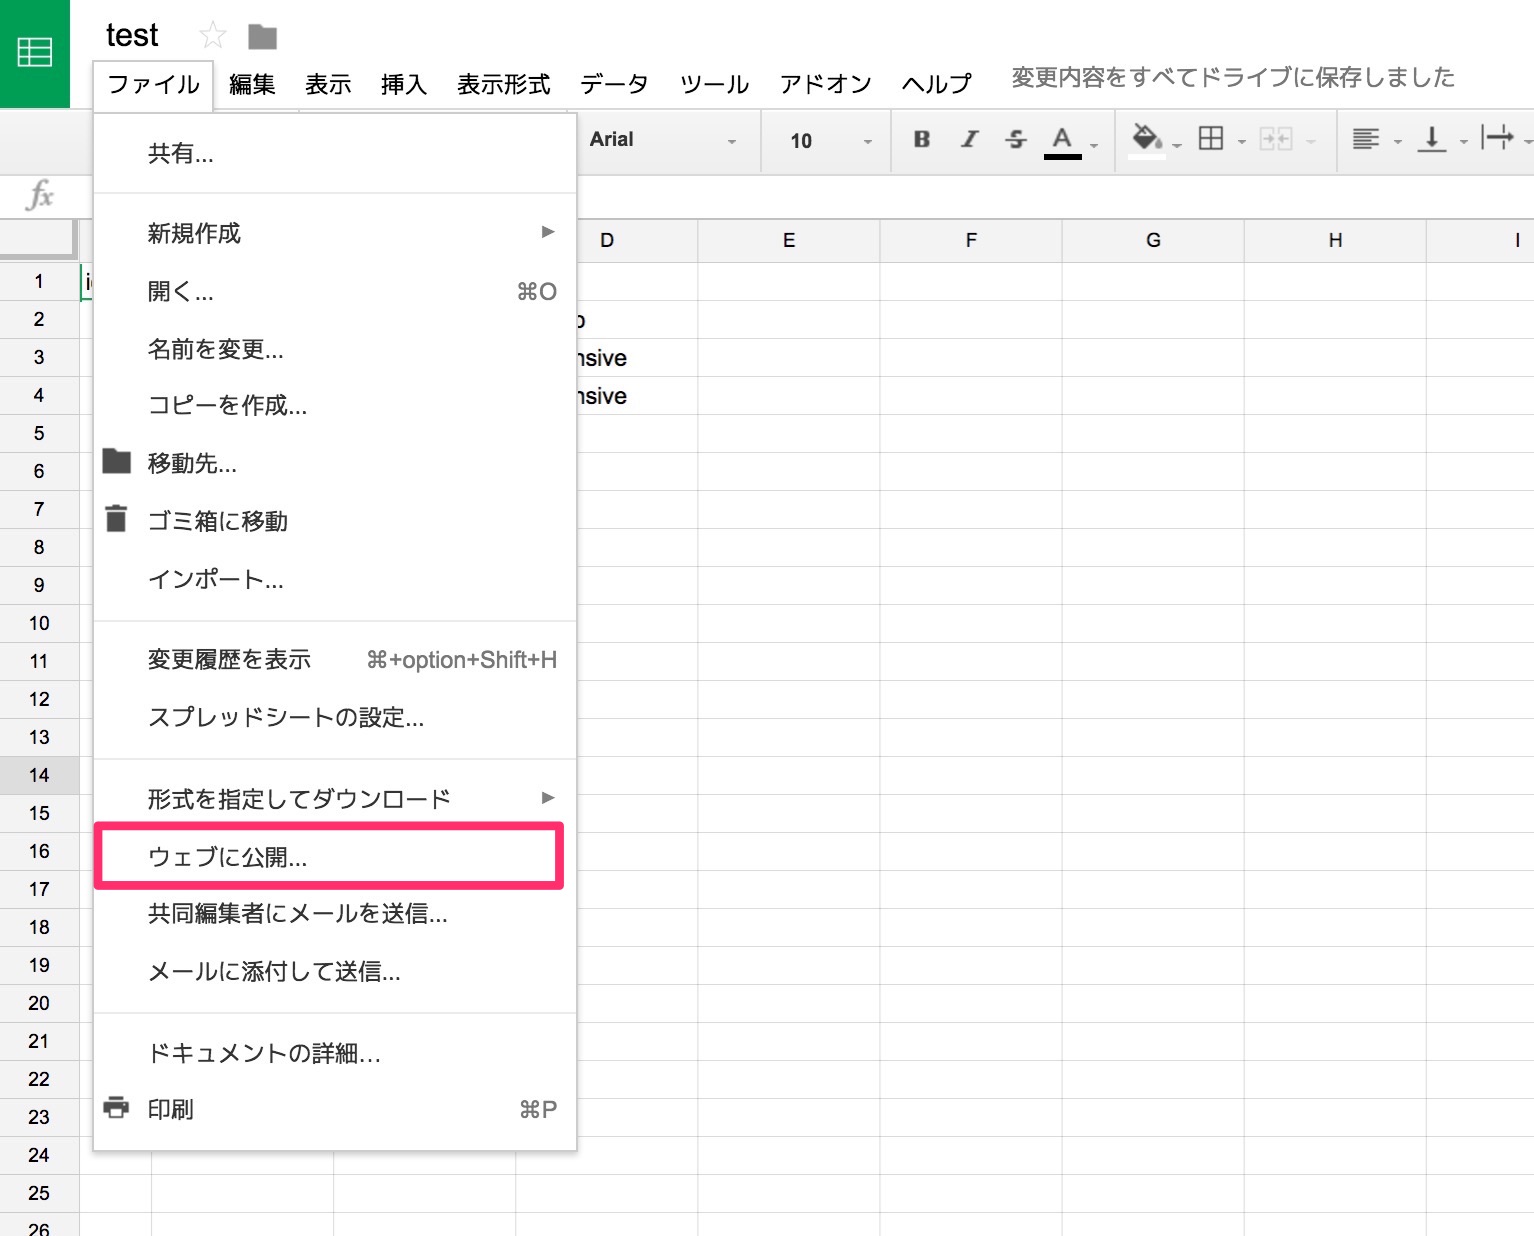 test
ファイル 編集 表示 挿入 表示形式 データ ツール アドオン ヘルプ 変更内容をすべてドライブに保存しました
Arial 10 B I S A
fx
D E F G H I
共有...
新規作成 ►
開く... ⌘O
名前を変更...
コピーを作成...
移動先...
ゴミ箱に移動
インポート...
変更履歴を表示 ⌘+option+Shift+H
スプレッドシートの設定...
形式を指定してダウンロード ►
ウェブに公開...
共同編集者にメールを送信...
メールに添付して送信...
ドキュメントの詳細...
印刷 ⌘P
1
2
3 nsive
4 nsive
5
6
7
8
9
10
11
12
13
14
15
16
17
18
19
20
21
22
23
24
25
26